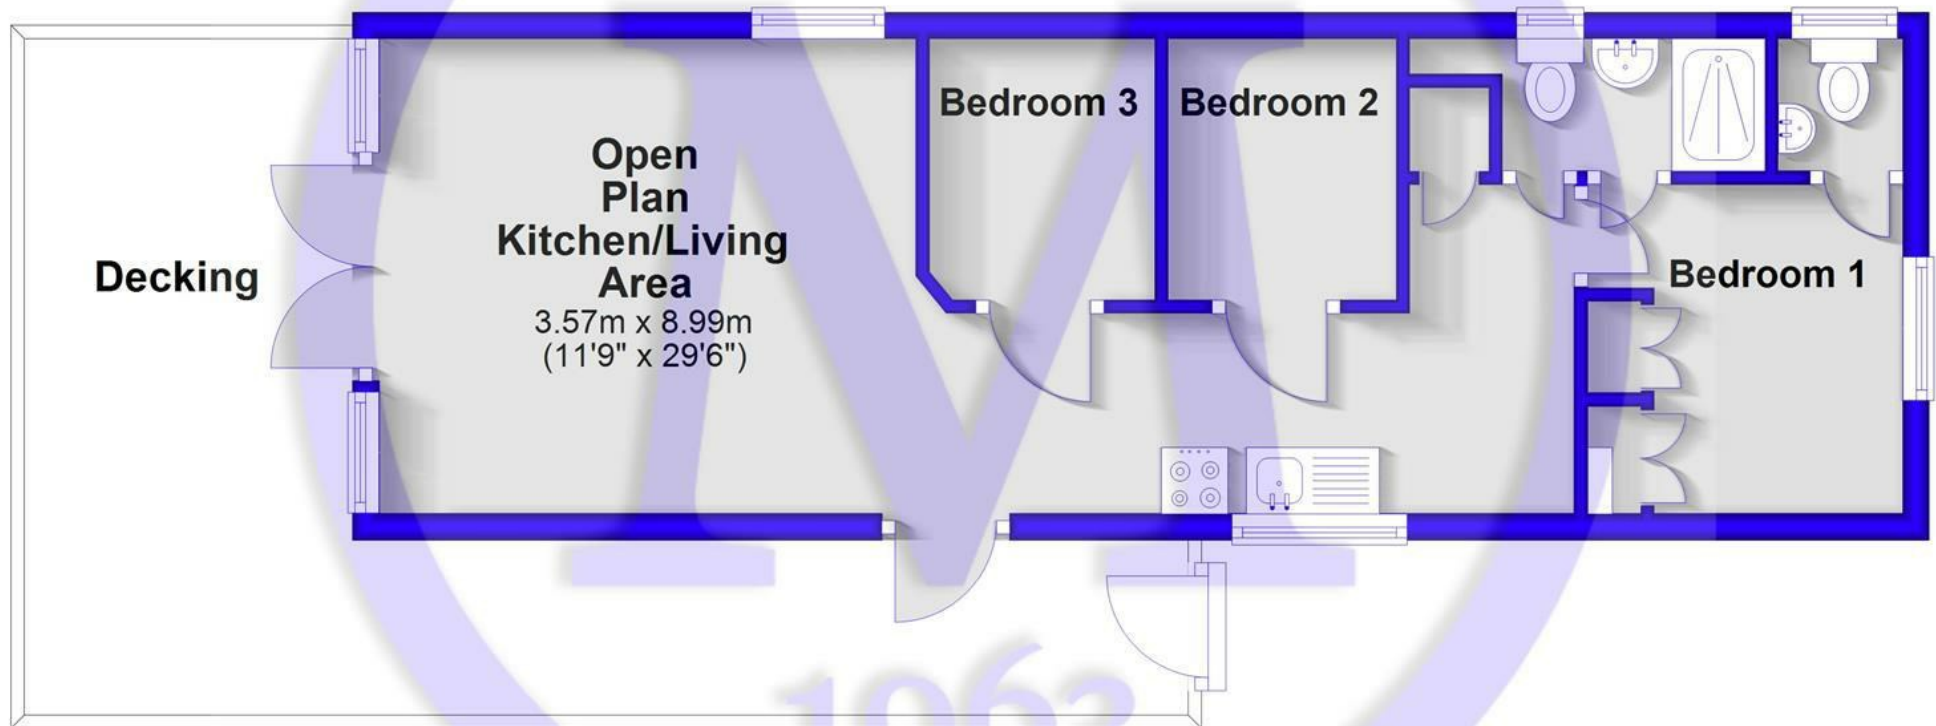 Decking
Open
Plan
Kitchen/Living
Area
3.57m x 8.99m
(11'9" x 29'6")
Bedroom 3
Bedroom 2
Bedroom 1
M
1963